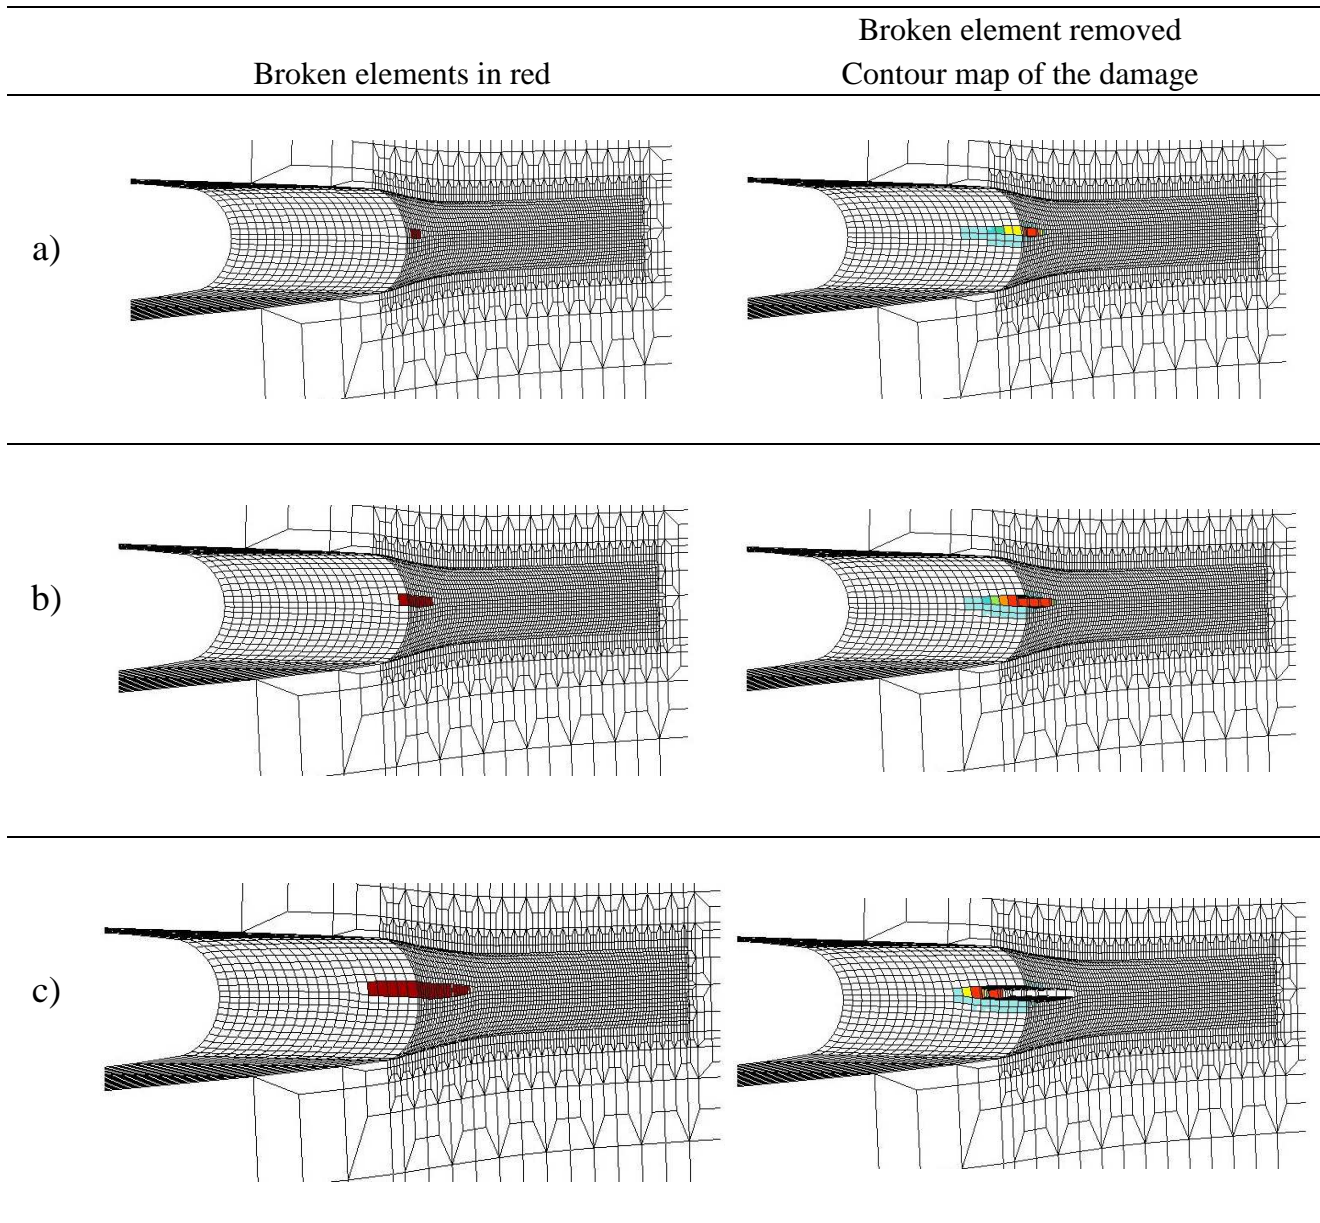 Broken elements in red
Broken element removed
Contour map of the damage
a)
b)
c)